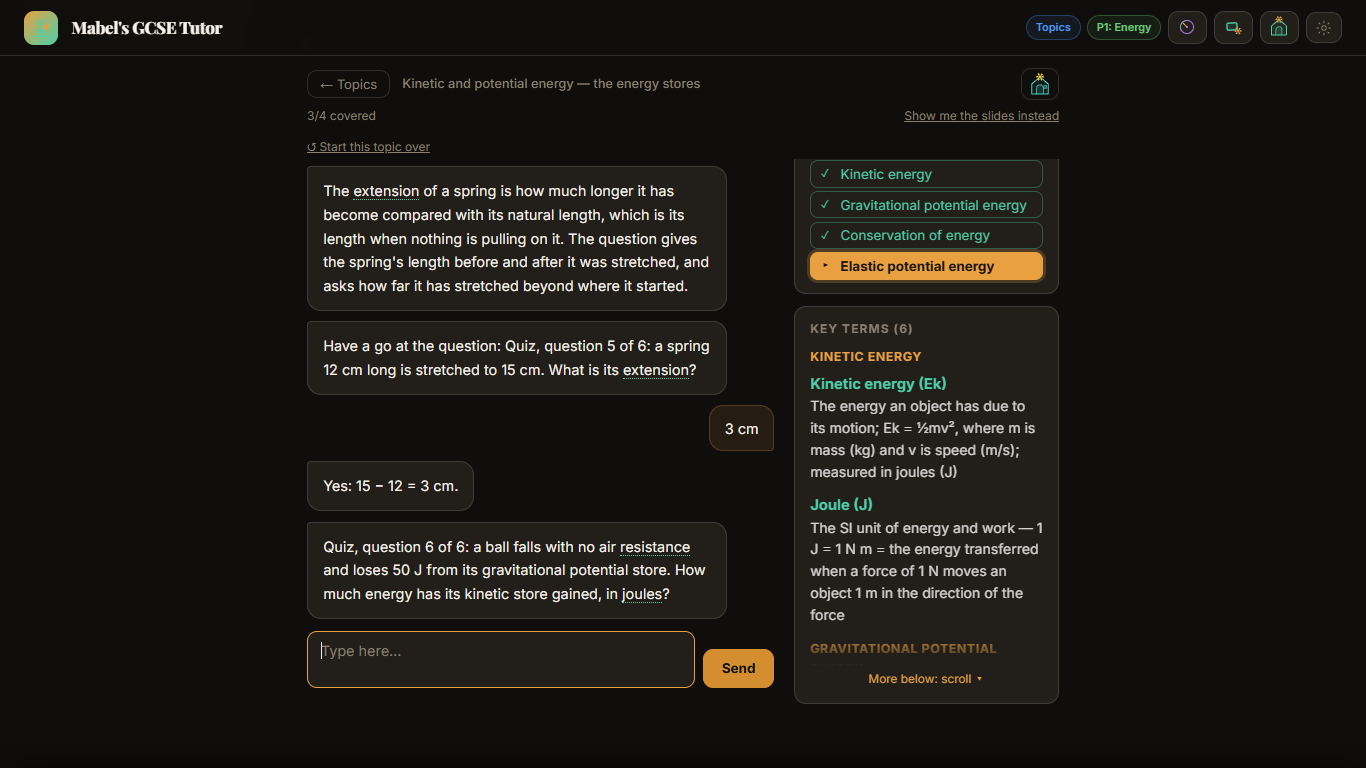 Mabel's GCSE Tutor
Topics
P1: Energy
← Topics
Kinetic and potential energy — the energy stores
3/4 covered
Show me the slides instead
↺ Start this topic over
The extension of a spring is how much longer it has
become compared with its natural length, which is its
length when nothing is pulling on it. The question gives
the spring's length before and after it was stretched, and
asks how far it has stretched beyond where it started.
Have a go at the question: Quiz, question 5 of 6: a spring
12 cm long is stretched to 15 cm. What is its extension?
3 cm
Yes: 15 − 12 = 3 cm.
Quiz, question 6 of 6: a ball falls with no air resistance
and loses 50 J from its gravitational potential store. How
much energy has its kinetic store gained, in joules?
Type here...
Send
✓ Kinetic energy
✓ Gravitational potential energy
✓ Conservation of energy
▸ Elastic potential energy
KEY TERMS (6)
KINETIC ENERGY
Kinetic energy (Ek)
The energy an object has due to
its motion; Ek = ½mv², where m is
mass (kg) and v is speed (m/s);
measured in joules (J)
Joule (J)
The SI unit of energy and work — 1
J = 1 N m = the energy transferred
when a force of 1 N moves an
object 1 m in the direction of the
force
GRAVITATIONAL POTENTIAL
More below: scroll ▾